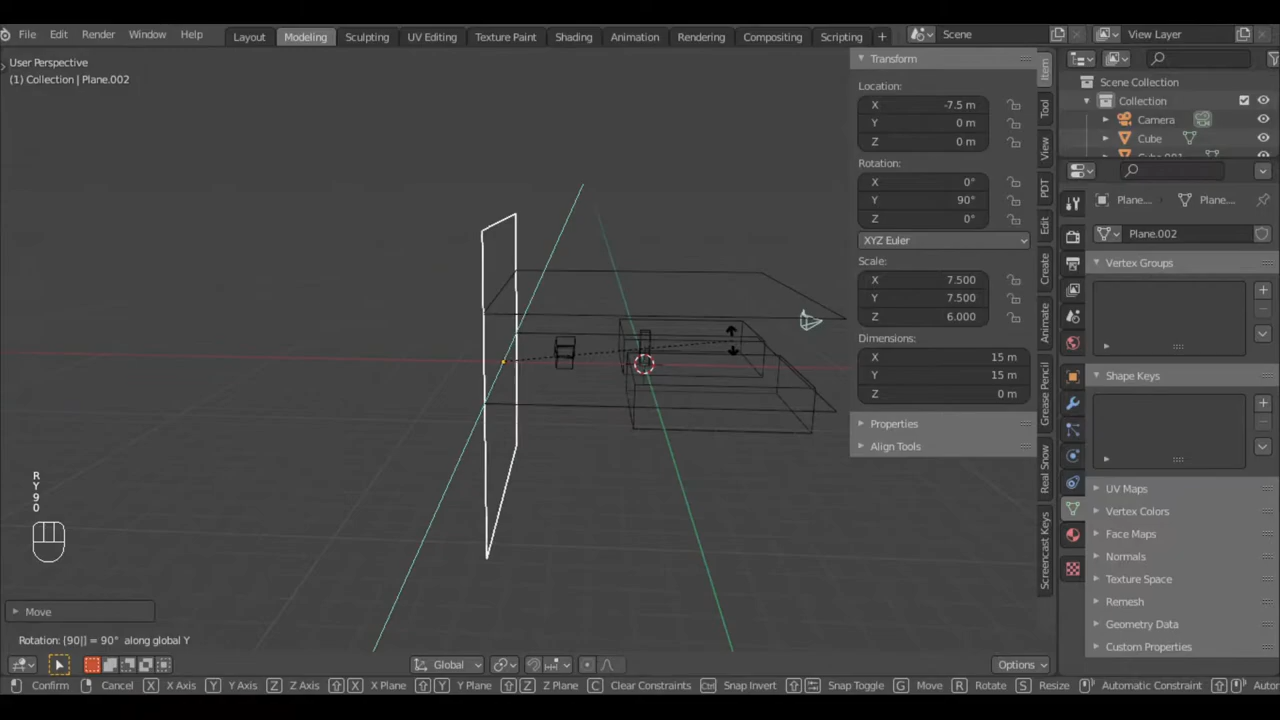 File Edit Render Window Help Layout Modeling Sculpting UV Editing Texture Paint Shading Animation Rendering Compositing Scripting + Scene View Layer
User Perspective
(1) Collection | Plane.002
Transform
Location:
X -7.5 m
Y 0 m
Z 0 m
Rotation:
X 0°
Y 90°
Z 0°
XYZ Euler
Scale:
X 7.500
Y 7.500
Z 6.000
Dimensions:
X 15 m
Y 15 m
Z 0 m
Properties
Align Tools
Item
Tool
View
PDT
Edit
Create
Animate
Grease Pencil
Real Snow
Screencast Keys
Scene Collection
Collection
Camera
Cube
Plane... Plane...
Plane.002
Vertex Groups
Shape Keys
UV Maps
Vertex Colors
Face Maps
Normals
Texture Space
Remesh
Geometry Data
Custom Properties
R
Y
9
0
Move
Rotation: [90|] = 90° along global Y
Global Options
Confirm Cancel X X Axis Y Y Axis Z Z Axis X X Plane Y Y Plane Z Z Plane C Clear Constraints Ctrl Snap Invert Snap Toggle G Move R Rotate S Resize Automatic Constraint